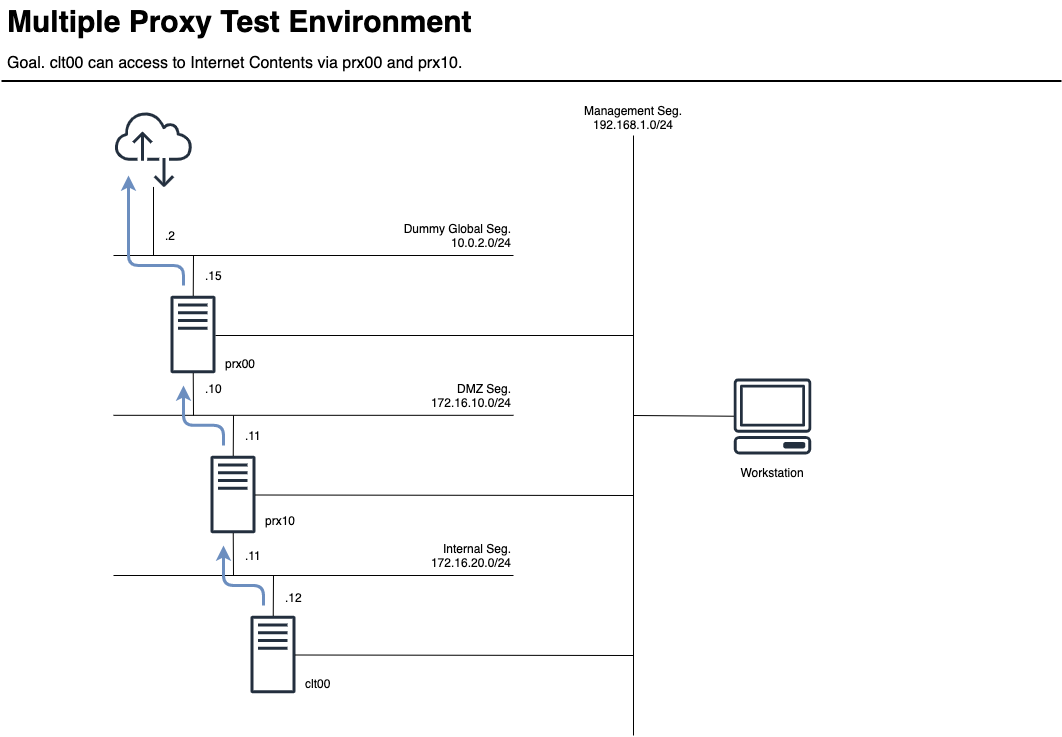 Multiple Proxy Test Environment
Goal. clt00 can access to Internet Contents via prx00 and prx10.
Management Seg.
192.168.1.0/24
Dummy Global Seg.
10.0.2.0/24
.2
.15
prx00
.10
DMZ Seg.
172.16.10.0/24
.11
prx10
Workstation
.11
Internal Seg.
172.16.20.0/24
.12
clt00